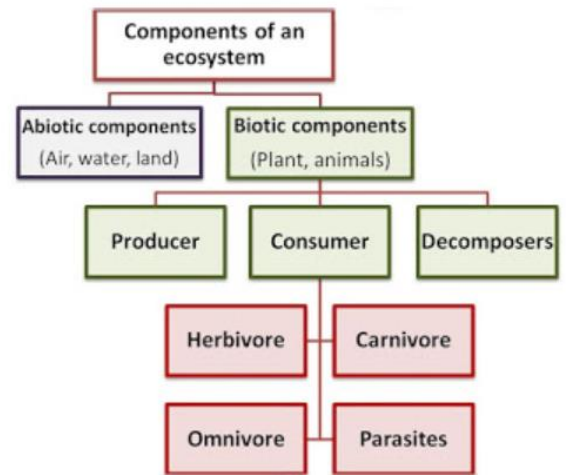 Components of an
ecosystem
Abiotic components
(Air, water, land)
Biotic components
(Plant, animals)
Producer
Consumer
Decomposers
Herbivore
Carnivore
Omnivore
Parasites